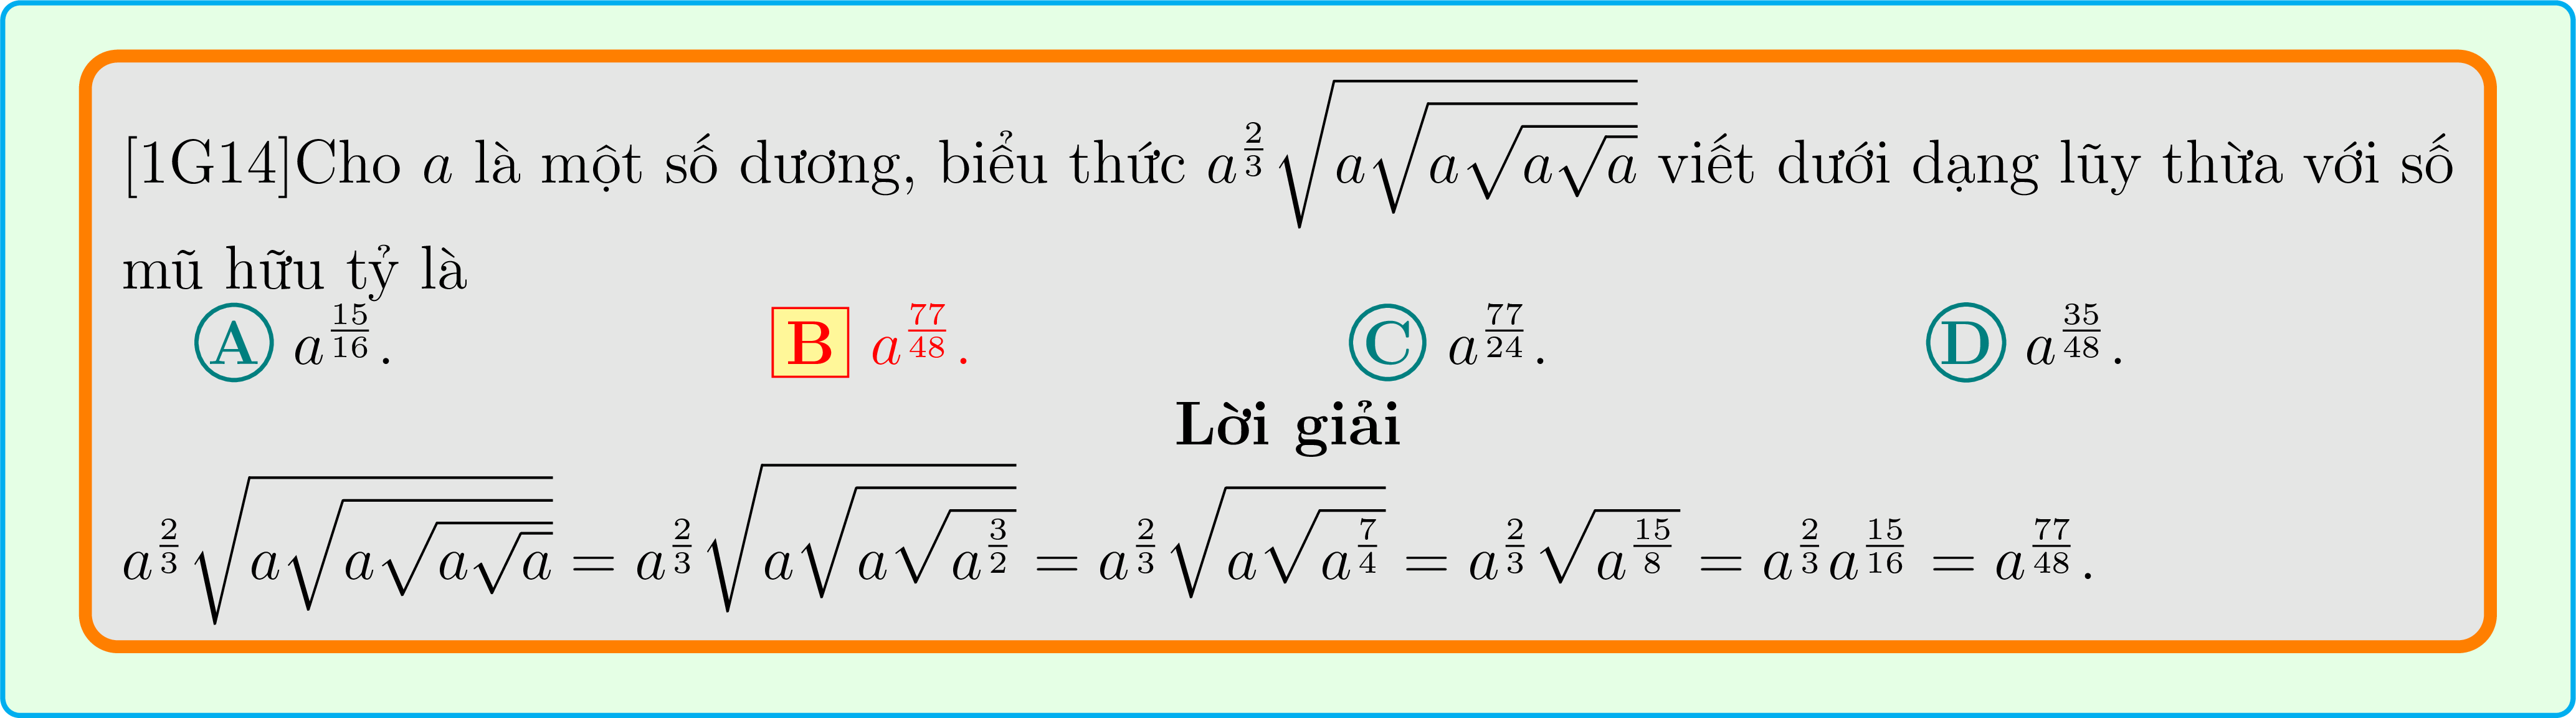 [1G14]Cho a là một số dương, biểu thức $a^{\frac{2}{3}}\sqrt{a\sqrt{a\sqrt{a\sqrt{a}}}}$ viết dưới dạng lũy thừa với số
mũ hữu tỷ là
A $a^{\frac{15}{16}}$. B $a^{\frac{77}{48}}$. C $a^{\frac{77}{24}}$. D $a^{\frac{35}{48}}$.
Lời giải
$a^{\frac{2}{3}}\sqrt{a\sqrt{a\sqrt{a\sqrt{a}}}} = a^{\frac{2}{3}}\sqrt{a\sqrt{a\sqrt{a^{\frac{3}{2}}}}} = a^{\frac{2}{3}}\sqrt{a\sqrt{a^{\frac{7}{4}}}} = a^{\frac{2}{3}}\sqrt{a^{\frac{15}{8}}} = a^{\frac{2}{3}}a^{\frac{15}{16}} = a^{\frac{77}{48}}$.